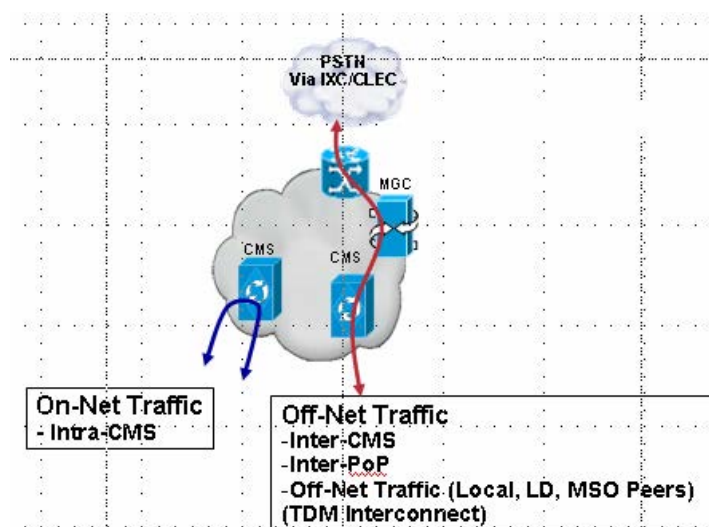 PSTN
Via IXC/CLEC
MGC
CMS
CMS
On-Net Traffic
- Intra-CMS
Off-Net Traffic
-Inter-CMS
-Inter-PoP
-Off-Net Traffic (Local, LD, MSO Peers)
(TDM Interconnect)